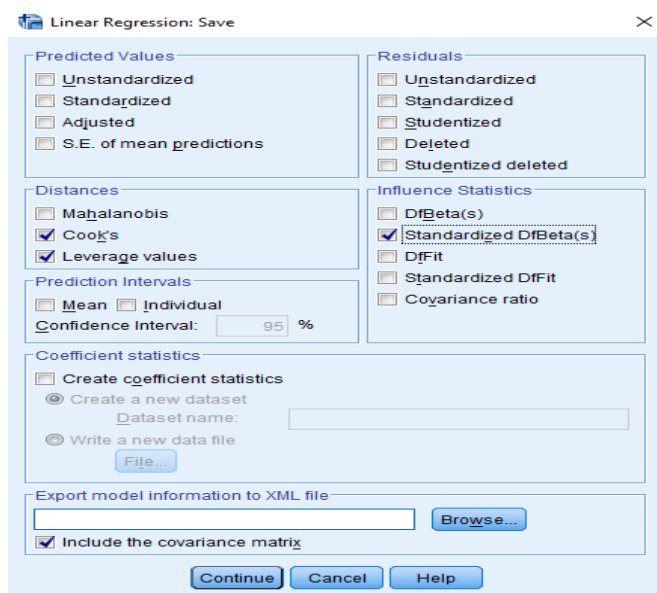 Linear Regression: Save
Predicted Values
Unstandardized
Standardized
Adjusted
S.E. of mean predictions
Residuals
Unstandardized
Standardized
Studentized
Deleted
Studentized deleted
Distances
Mahalanobis
Cook's
Leverage values
Influence Statistics
DfBeta(s)
Standardized DfBeta(s)
DfFit
Standardized DfFit
Covariance ratio
Prediction Intervals
Mean Individual
Confidence Interval: 95 %
Coefficient statistics
Create coefficient statistics
Create a new dataset
Dataset name:
Write a new data file
File...
Export model information to XML file
Browse...
Include the covariance matrix
Continue Cancel Help